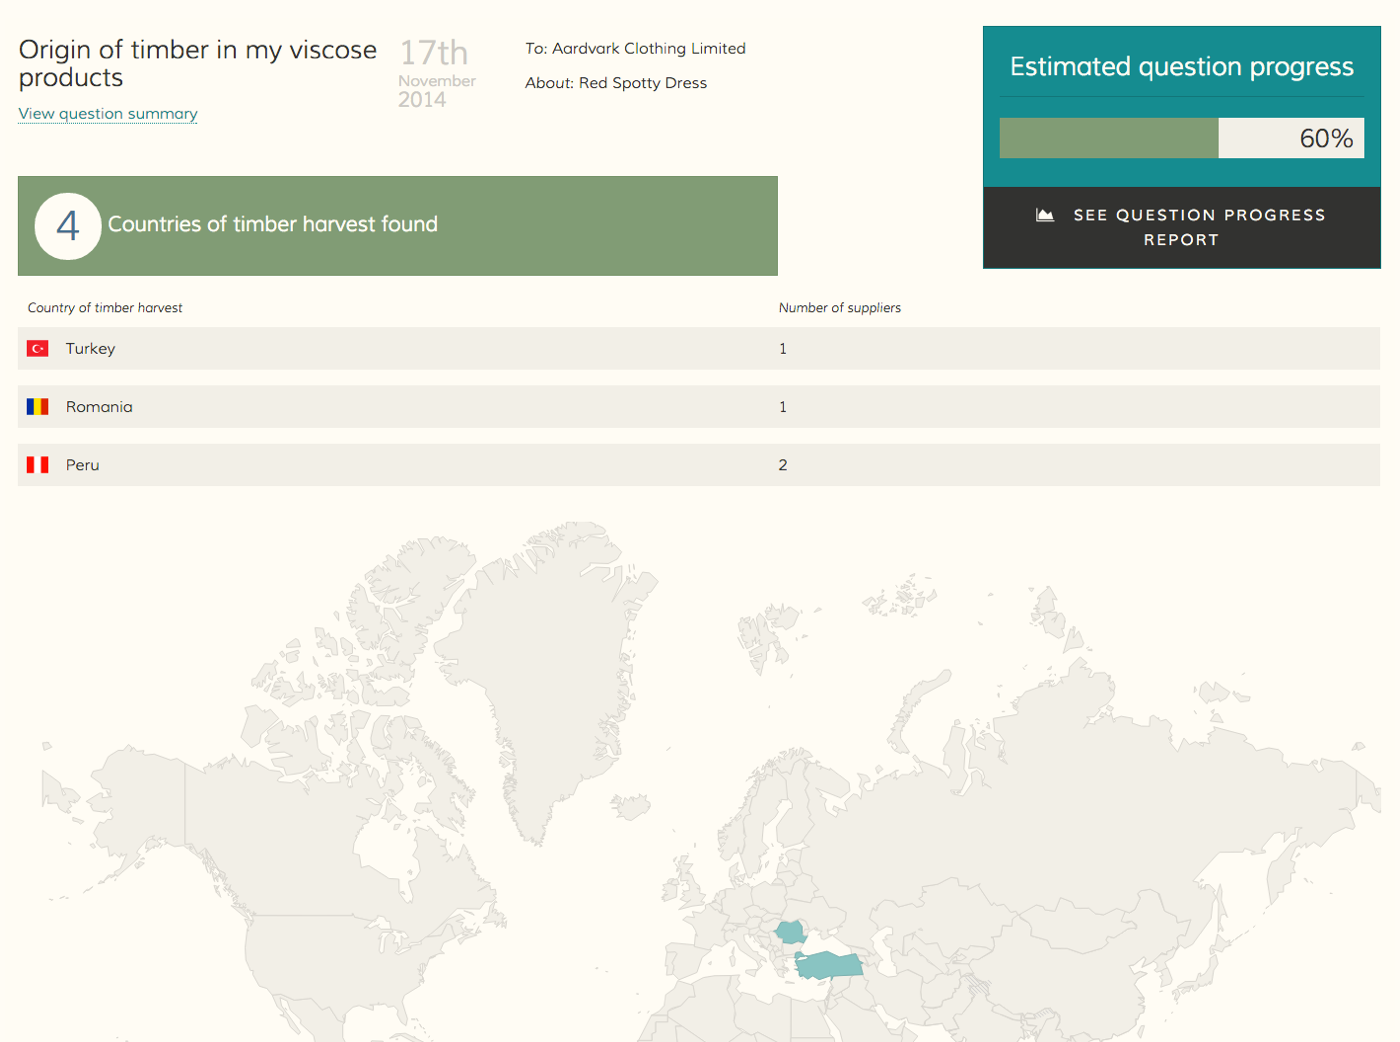 Origin of timber in my viscose
products
View question summary
17th
November
2014
To: Aardvark Clothing Limited
About: Red Spotty Dress
Estimated question progress
60%
SEE QUESTION PROGRESS
REPORT
4 Countries of timber harvest found
Country of timber harvest Number of suppliers
Turkey 1
Romania 1
Peru 2